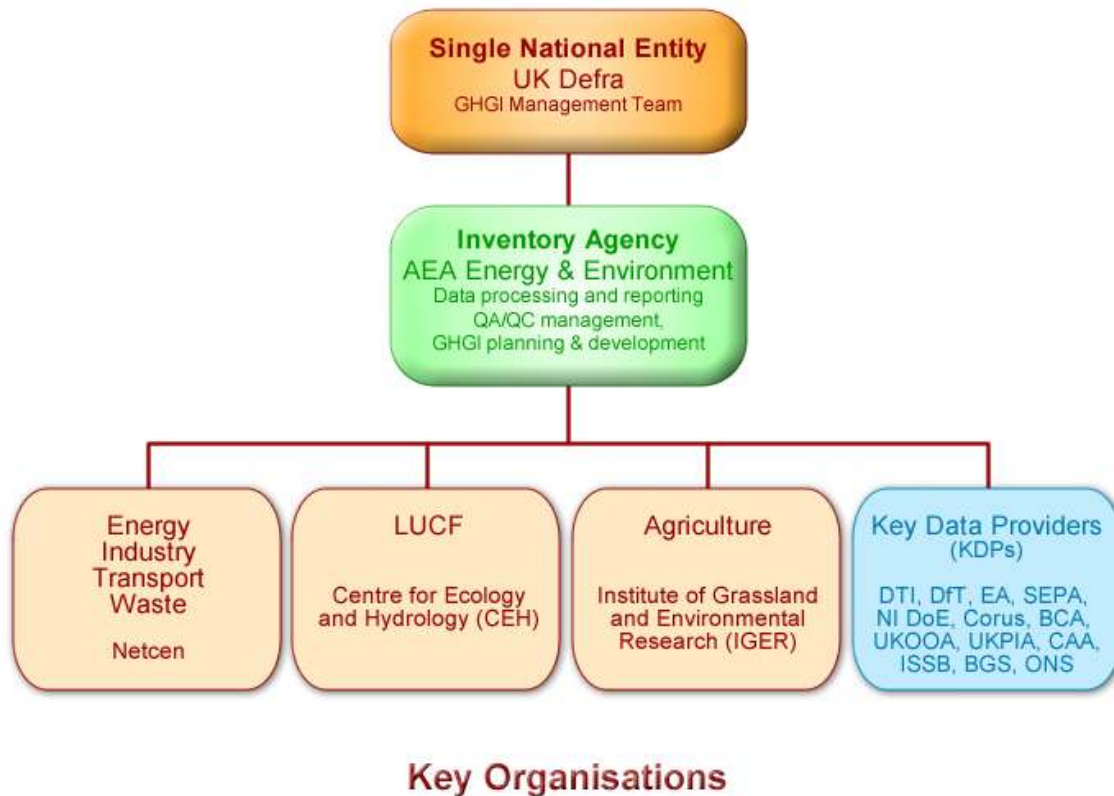 Single National Entity
UK Defra
GHGI Management Team
Inventory Agency
AEA Energy & Environment
Data processing and reporting
QA/QC management,
GHGI planning & development
Energy
Industry
Transport
Waste
Netcen
LUCF
Centre for Ecology
and Hydrology (CEH)
Agriculture
Institute of Grassland
and Environmental
Research (IGER)
Key Data Providers
(KDPs)
DTI, DfT, EA, SEPA,
NI DoE, Corus, BCA,
UKOOA, UKPIA, CAA,
ISSB, BGS, ONS
Key Organisations